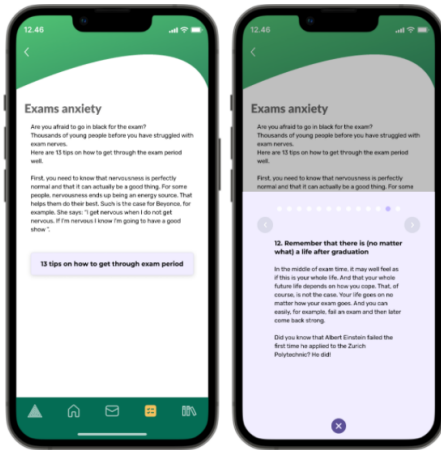 12.46
Exams anxiety
Are you afraid to go in black for the exam?
Thousands of young people before you have struggled with
exam nerves.
Here are 13 tips on how to get through the exam period
well.
First, you need to know that nervousness is perfectly
normal and that it can actually be a good thing. For some
people, nervousness ends up being an energy source. That
helps them do their best. Such is the case for Beyonce, for
example. She says: "I get nervous when I do not get
nervous. If I'm nervous I know I'm going to have a good
show ".
13 tips on how to get through exam period
12.46
Exams anxiety
Are you afraid to go in black for the exam?
Thousands of young people before you have struggled with
exam nerves.
Here are 13 tips on how to get through the exam period
well.
First, you need to know that nervousness is perfectly
normal and that it can actually be a good thing. For some
12. Remember that there is (no matter
what) a life after graduation
In the middle of exam time, it may well feel as
if this is your whole life. And that your whole
future life depends on how you cope. That, of
course, is not the case. Your life goes on no
matter how your exam goes. And you can
easily, for example, fail an exam and then later
come back strong.
Did you know that Albert Einstein failed the
first time he applied to the Zurich
Polytechnic? He did!